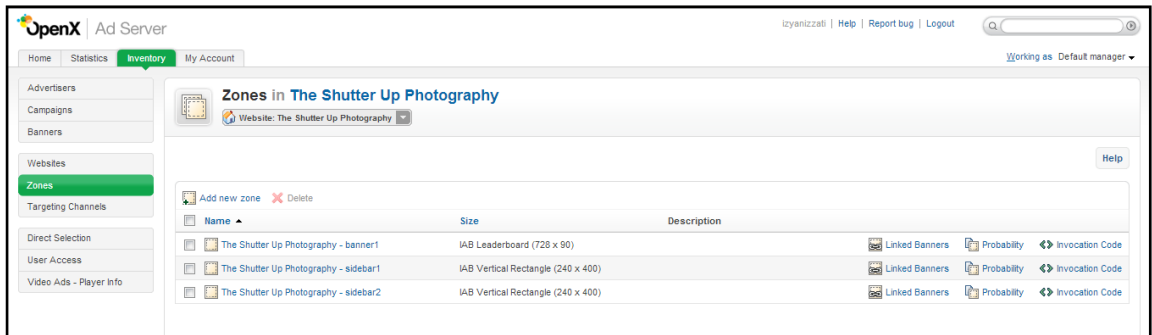 OpenX Ad Server
izyanizzati | Help | Report bug | Logout
Home Statistics Inventory My Account
Working as Default manager
Advertisers
Campaigns
Banners
Websites
Zones
Targeting Channels
Direct Selection
User Access
Video Ads - Player Info
Zones in The Shutter Up Photography
Website: The Shutter Up Photography
Help
Add new zone Delete
Name Size Description
The Shutter Up Photography - banner1 IAB Leaderboard (728 x 90) Linked Banners Probability Invocation Code
The Shutter Up Photography - sidebar1 IAB Vertical Rectangle (240 x 400) Linked Banners Probability Invocation Code
The Shutter Up Photography - sidebar2 IAB Vertical Rectangle (240 x 400) Linked Banners Probability Invocation Code